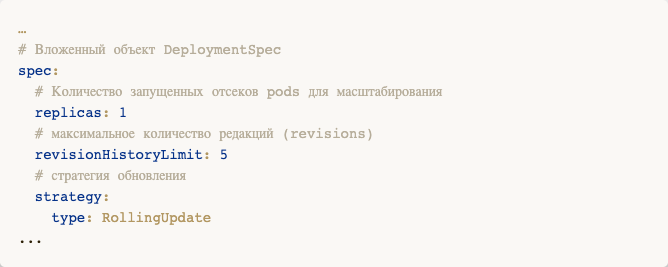 …
# Вложенный объект DeploymentSpec
spec:
  # Количество запущенных отсеков pods для масштабирования
  replicas: 1
  # максимальное количество редакций (revisions)
  revisionHistoryLimit: 5
  # стратегия обновления
  strategy:
    type: RollingUpdate
...